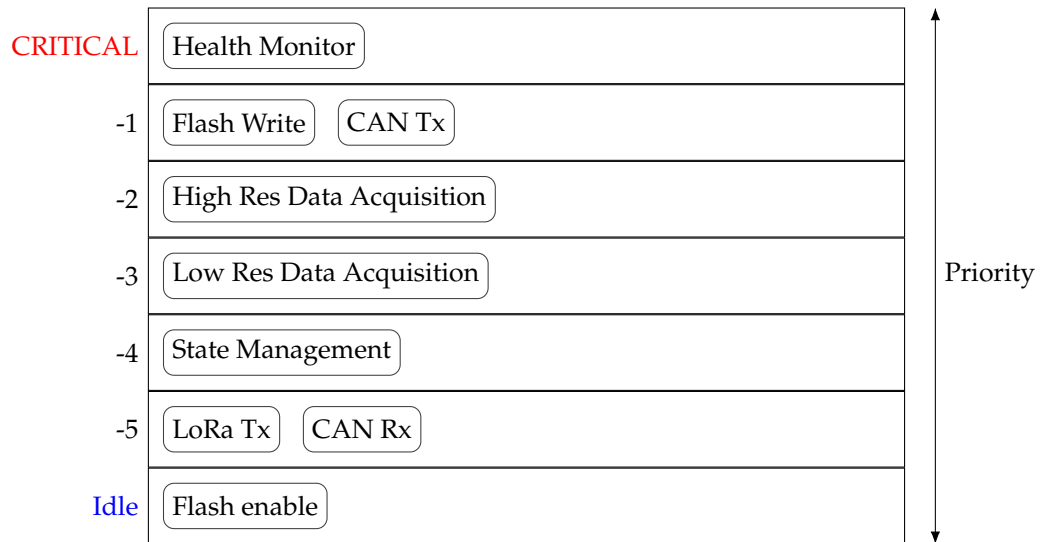 CRITICAL Health Monitor
-1 Flash Write CAN Tx
-2 High Res Data Acquisition
-3 Low Res Data Acquisition
Priority
-4 State Management
-5 LoRa Tx CAN Rx
Idle Flash enable